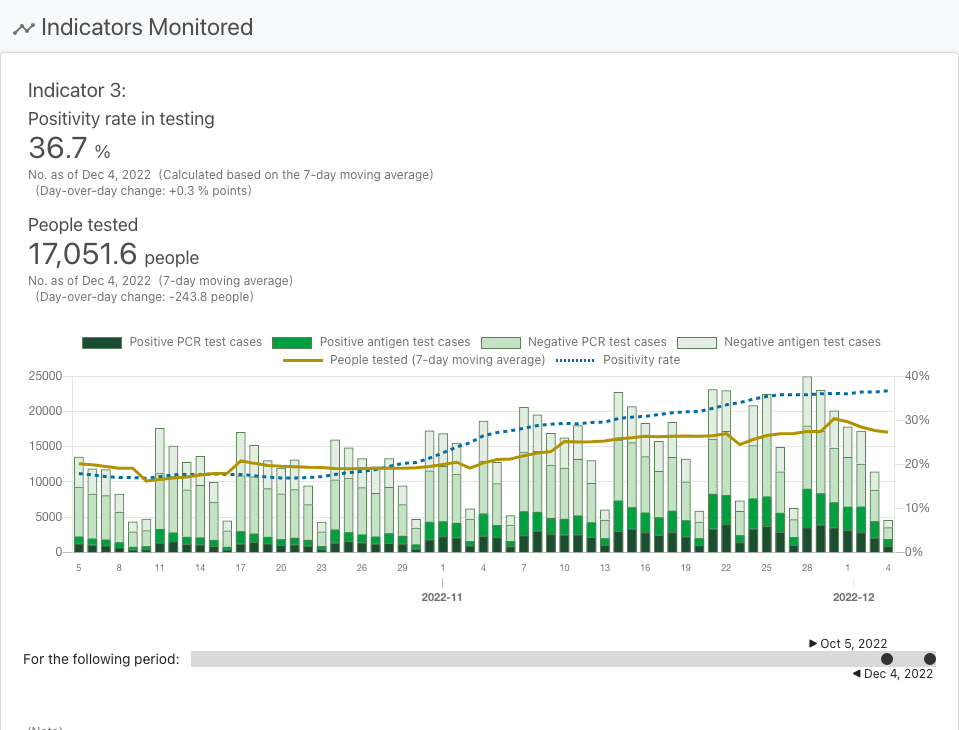 Indicators Monitored
Indicator 3:
Positivity rate in testing
36.7 %
No. as of Dec 4, 2022 (Calculated based on the 7-day moving average)
(Day-over-day change: +0.3 % points)
People tested
17,051.6 people
No. as of Dec 4, 2022 (7-day moving average)
(Day-over-day change: -243.8 people)
Positive PCR test cases Positive antigen test cases Negative PCR test cases Negative antigen test cases
People tested (7-day moving average) Positivity rate
25000 40%
20000
30%
15000
20%
10000
10%
5000
0 0%
5 8 11 14 17 20 23 26 29 1 4 7 10 13 16 19 22 25 28 1 4
2022-11 2022-12
▶ Oct 5, 2022
For the following period:
◀ Dec 4, 2022
(Note)